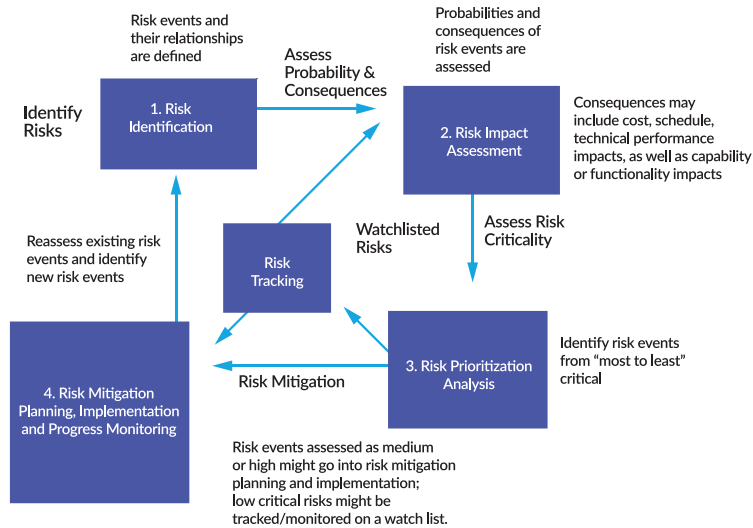 Risk events and
their relationships
are defined
Assess
Probability &
Consequences
Probabilities and
consequences of
risk events are
assessed
Identify
Risks
1. Risk
Identification
2. Risk Impact
Assessment
Consequences may
include cost, schedule,
technical performance
impacts, as well as capability
or functionality impacts
Reassess existing risk
events and identify
new risk events
Risk
Tracking
Watchlisted
Risks
Assess Risk
Criticality
4. Risk Mitigation
Planning, Implementation
and Progress Monitoring
Risk Mitigation
3. Risk Prioritization
Analysis
Identify risk events
from “most to least”
critical
Risk events assessed as medium
or high might go into risk mitigation
planning and implementation;
low critical risks might be
tracked/monitored on a watch list.